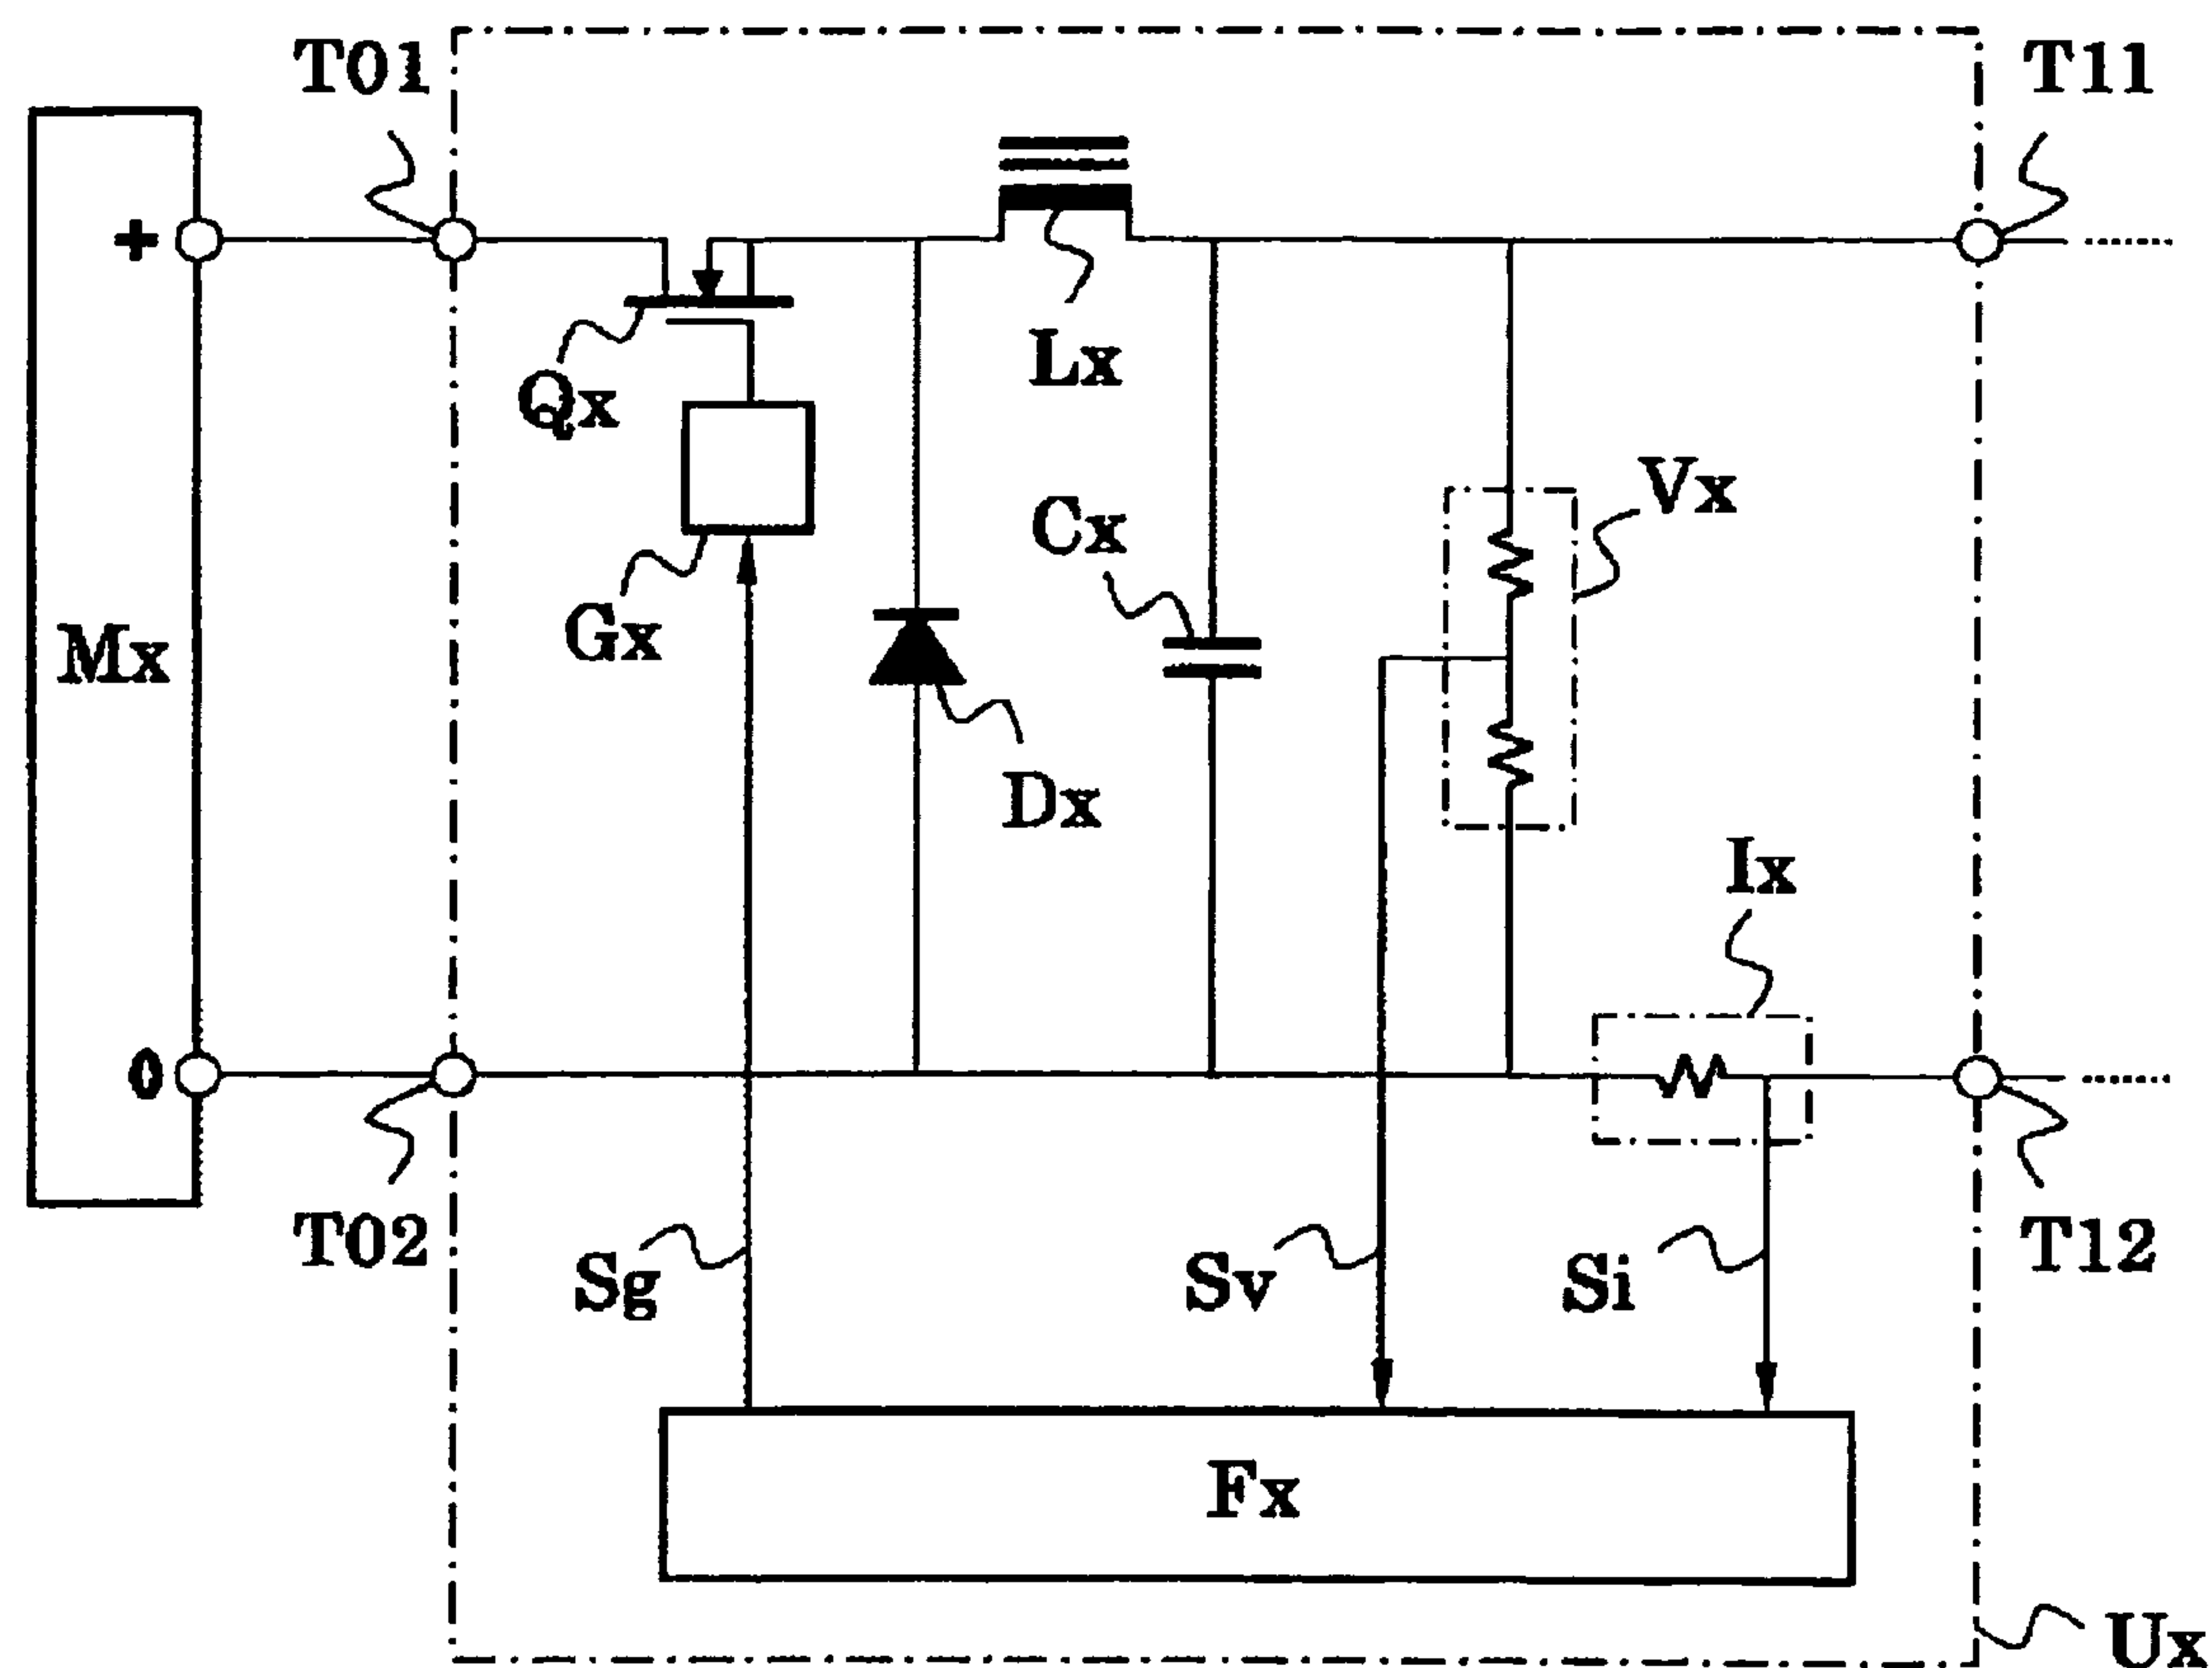 T01
T11
+
Lx
Qx
Vx
Cx
Gx
Mx
Dx
Ix
0
T02
T12
Sg
Sv
Si
Fx
Ux